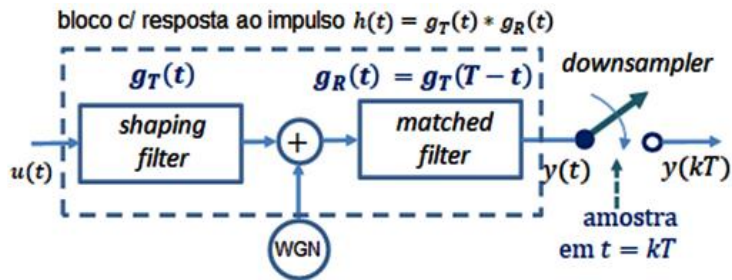 bloco c/ resposta ao impulso h(t) = g_T(t) * g_R(t)
g_T(t)
g_R(t) = g_T(T − t)
downsampler
shaping filter
+
matched filter
u(t)
y(t)
y(kT)
WGN
amostra
em t = kT